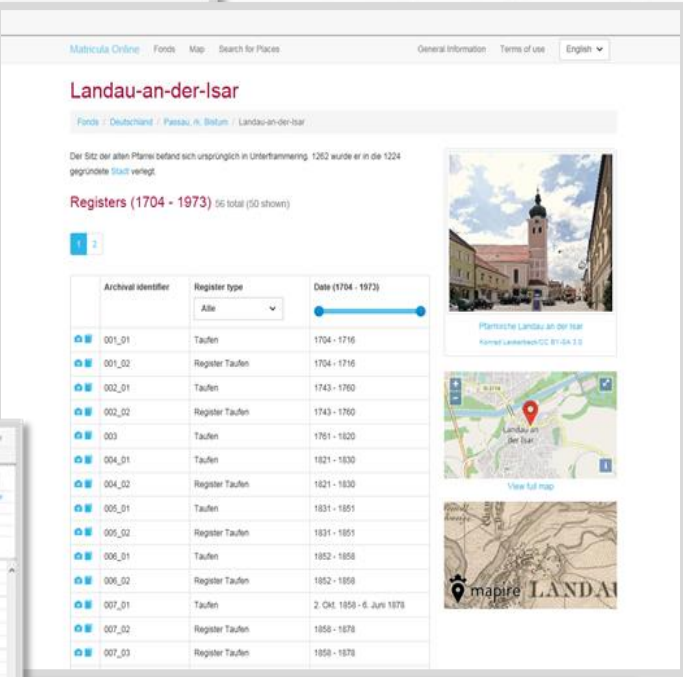 Matricula Online Fonds Map Search for Places General Information Terms of use English
Landau-an-der-Isar
Fonds / Deutschland / Passau, rk. Bistum / Landau-an-der-Isar
Der Sitz der alten Pfarrei befand sich ursprünglich in Unterframmering. 1262 wurde er in die 1224
gegründete Stadt verlegt.
Registers (1704 - 1973) 56 total (50 shown)
1 2
Archival identifier Register type Date (1704 - 1973)
Alle
001_01 Taufen 1704 - 1716
001_02 Register Taufen 1704 - 1716
002_01 Taufen 1743 - 1760
002_02 Register Taufen 1743 - 1760
003 Taufen 1761 - 1820
004_01 Taufen 1821 - 1830
004_02 Register Taufen 1821 - 1830
005_01 Taufen 1831 - 1851
005_02 Register Taufen 1831 - 1851
006_01 Taufen 1852 - 1858
006_02 Register Taufen 1852 - 1858
007_01 Taufen 2. Okt. 1858 - 6. Juni 1878
007_02 Register Taufen 1858 - 1878
007_03 Register Taufen 1858 - 1878
Pfarrkirche Landau an der Isar
CC BY-SA 3.0
Landau an
der Isar
View full map
mapire LANDAU